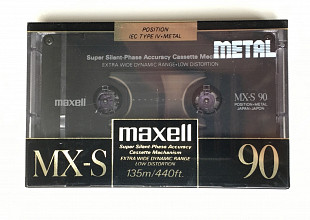 POSITION
IEC TYPE IV•METAL
METAL
Super Silent-Phase Accuracy Cassette Mechanism
EXTRA WIDE DYNAMIC RANGE•LOW DISTORTION
maxell
MX-S 90
POSITION•METAL
JAPAN•JAPON
maxell
Super Silent-Phase Accuracy
Cassette Mechanism
EXTRA WIDE DYNAMIC RANGE
LOW DISTORTION
135m/440ft.
MX-S
90